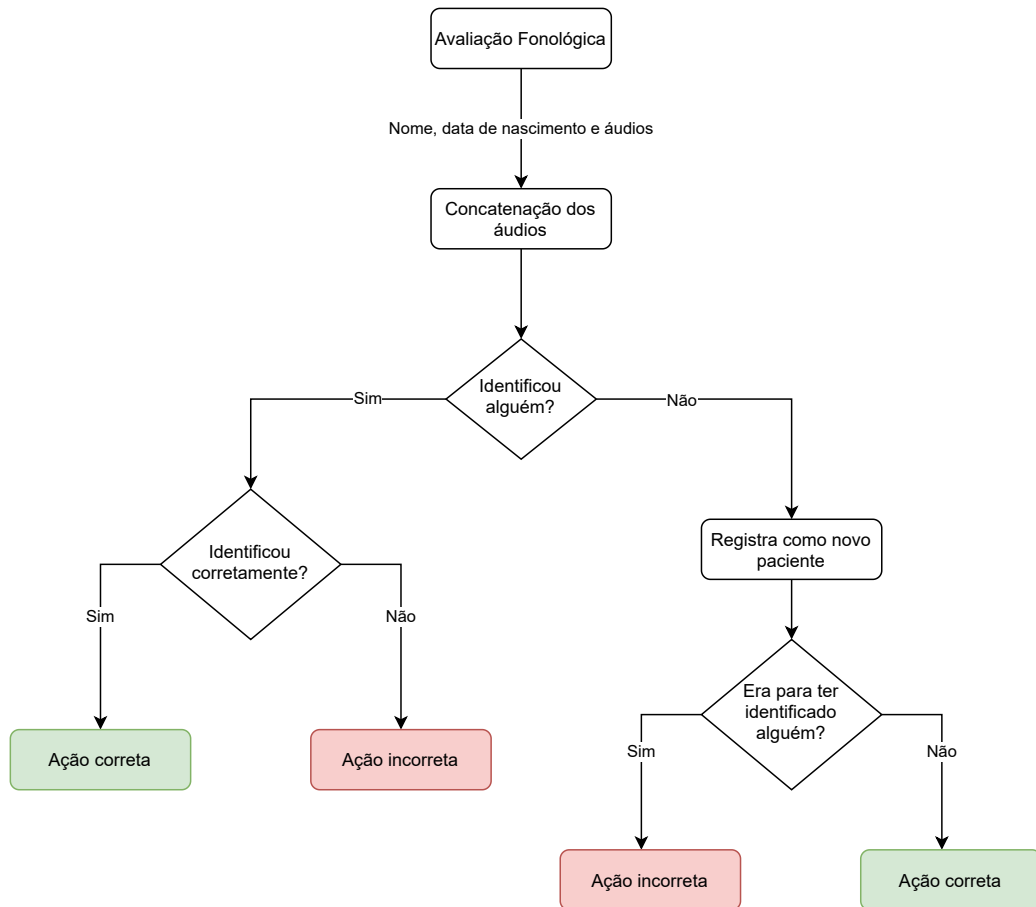 Avaliação Fonológica
Nome, data de nascimento e áudios
Concatenação dos
áudios
Identificou
alguém?
Sim
Não
Identificou
corretamente?
Registra como novo
paciente
Sim
Não
Era para ter
identificado
alguém?
Ação correta
Ação incorreta
Sim
Não
Ação incorreta
Ação correta